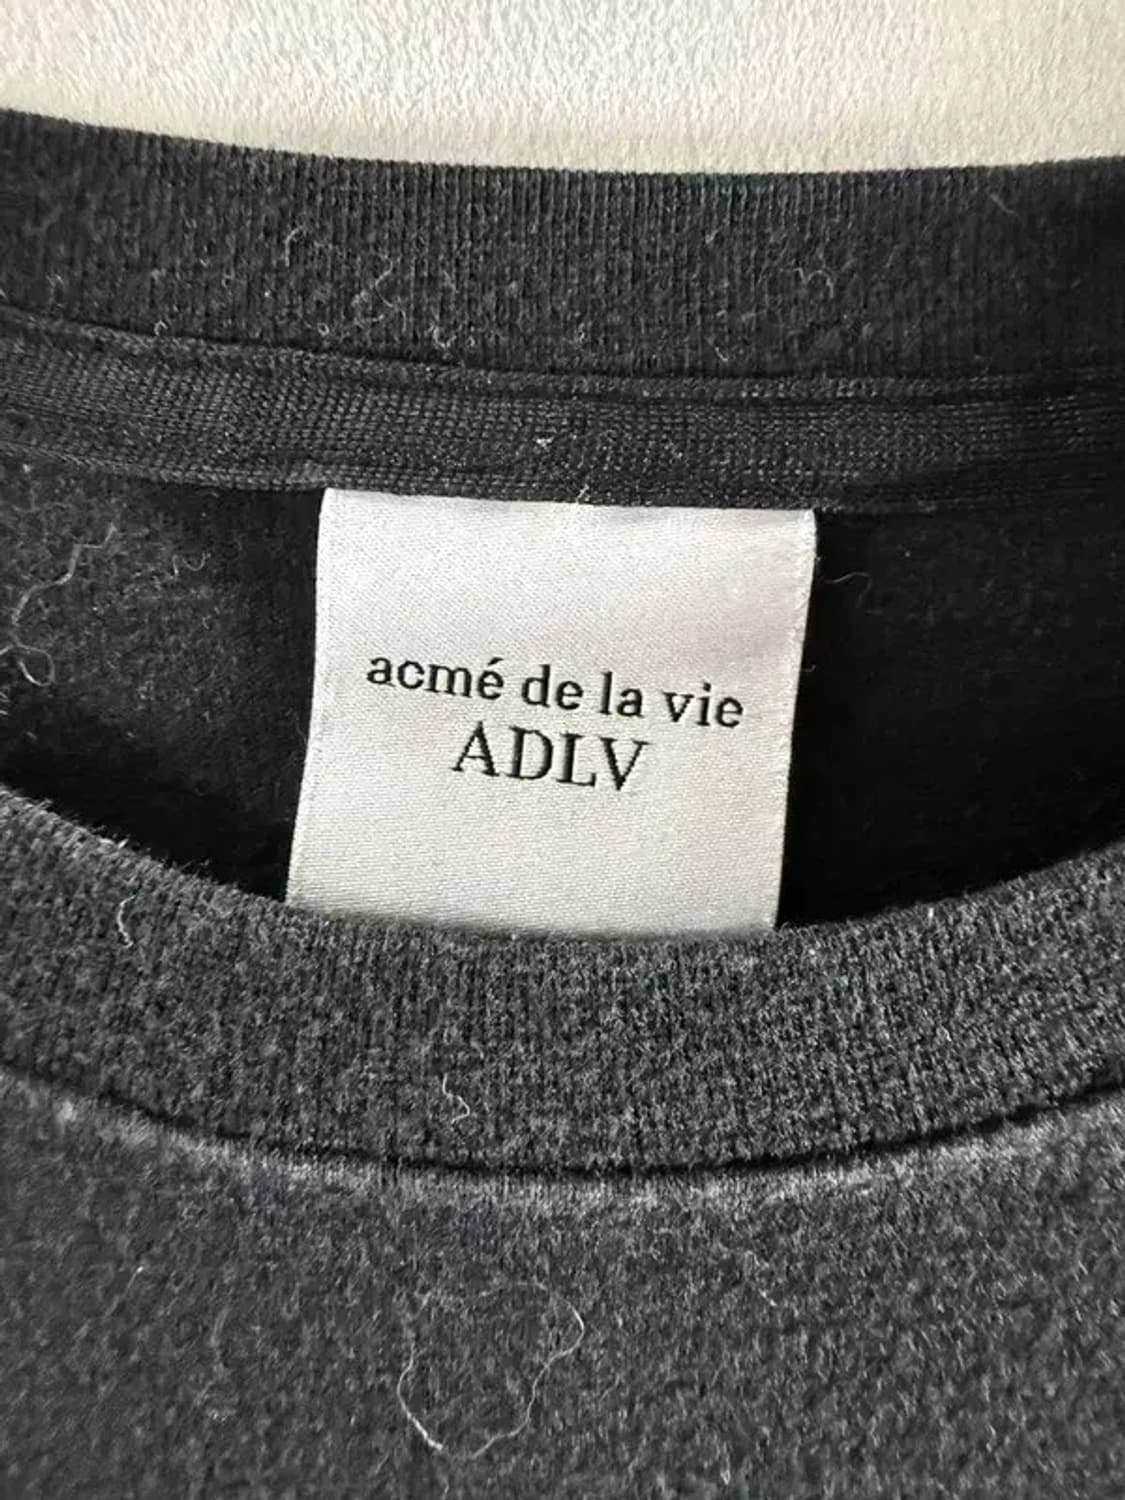 acmé de la vie
ADLV